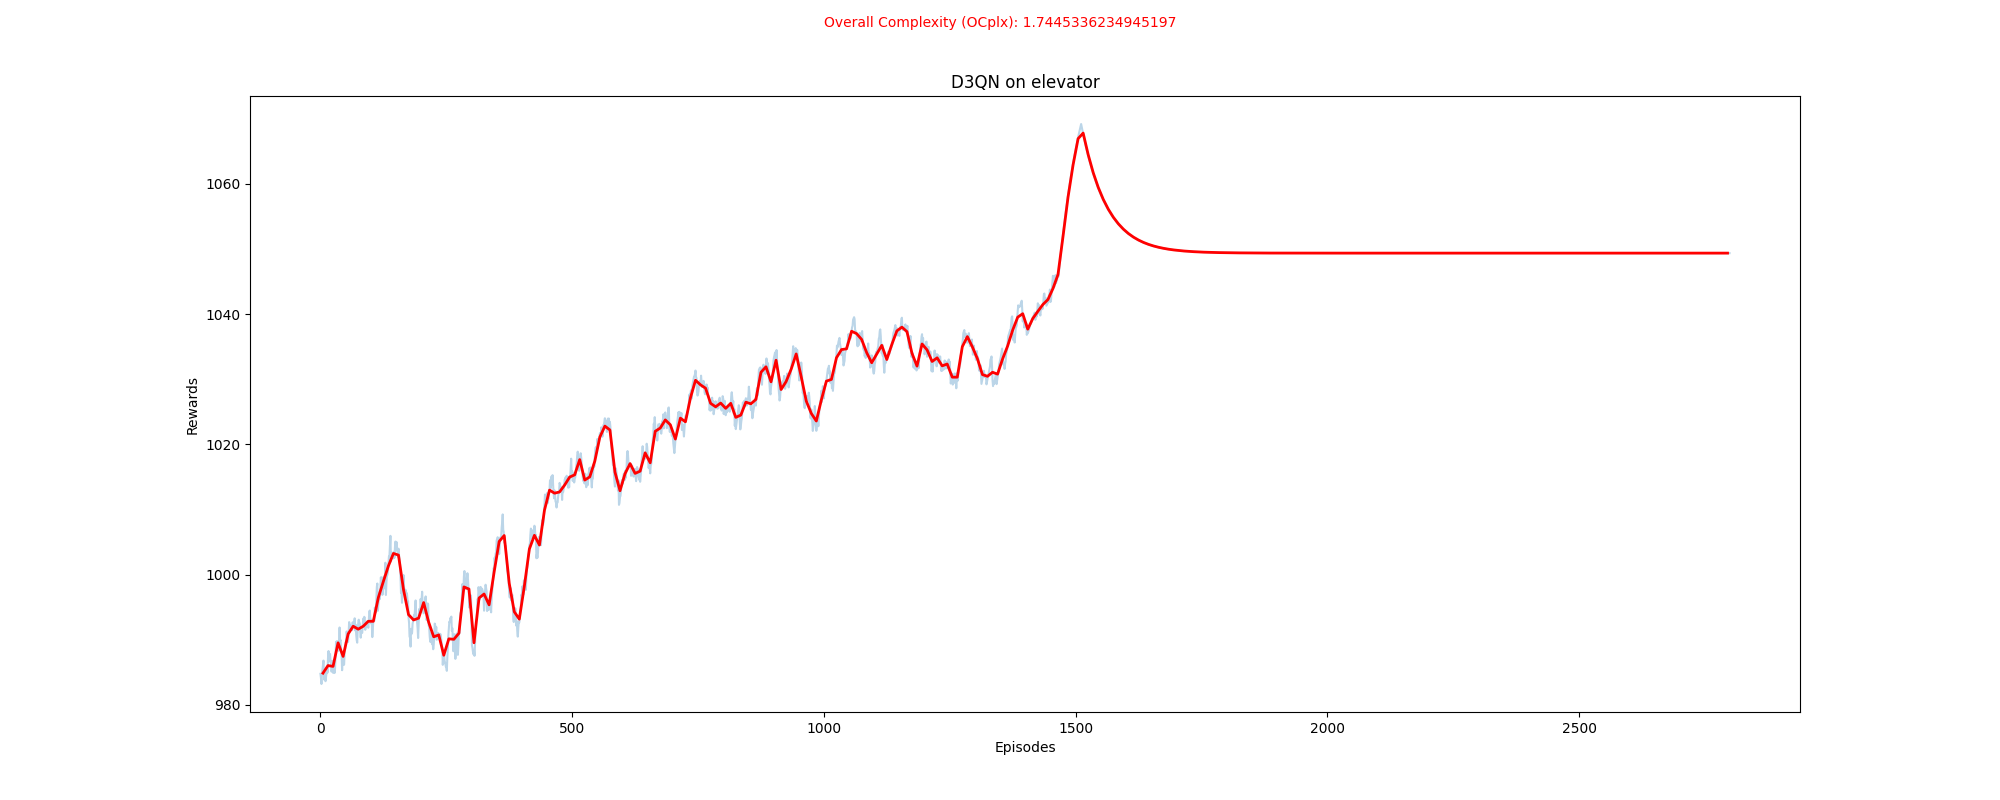 Overall Complexity (OCplx): 1.7445336234945197
D3QN on elevator
1060
1040
1020
1000
980
Rewards
0 500 1000 1500 2000 2500
Episodes